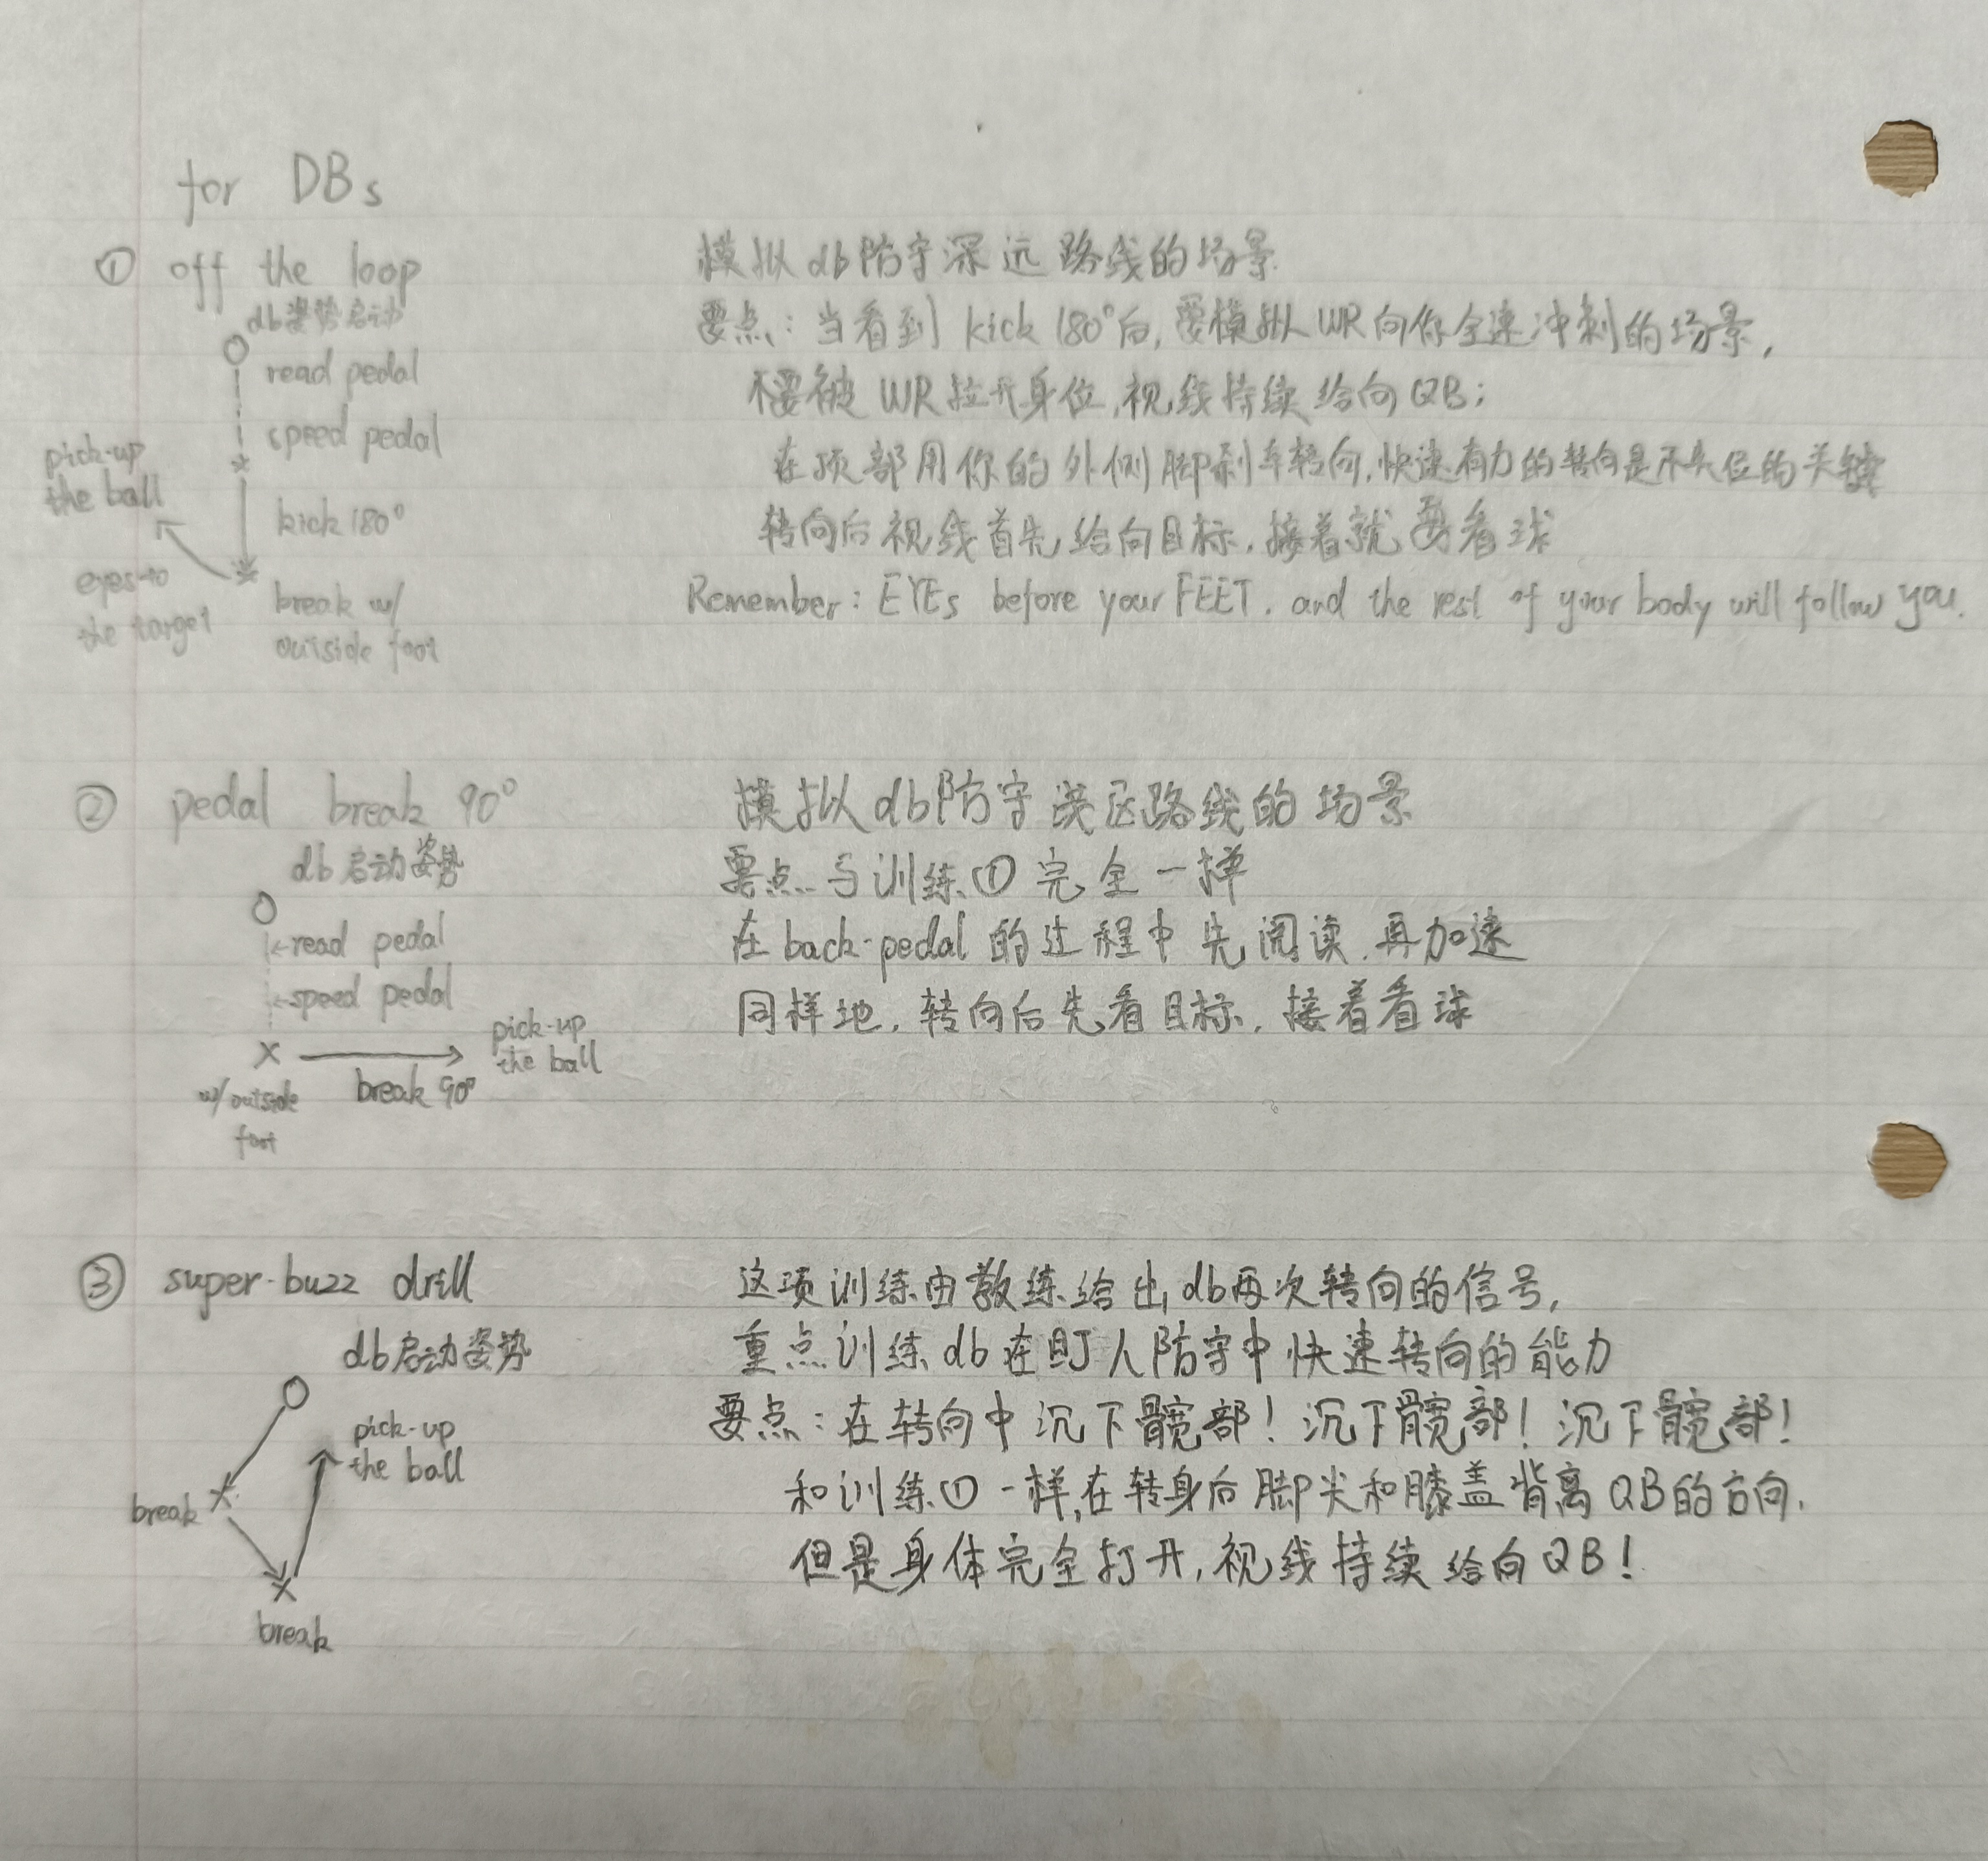 for DBs
① off the loop
db姿势启动
read pedal
speed pedal
pick-up
the ball
kick 180°
eyes to
the target
break w/
outside foot
模拟db防守深远路线的场景.
要点：当看到 kick 180°后,要模拟WR向你全速冲刺的场景,
不要被WR拉开身位,视线持续给向QB;
在顶部用你的外侧脚刹车转向,快速有力的转向是不失位的关键
转向后视线首先给向目标,接着就要看球
Remember: EYEs before your FEET. and the rest of your body will follow you.
② pedal break 90°
db启动姿势
read pedal
speed pedal
pick-up
the ball
break 90°
w/ outside
foot
模拟db防守浅区路线的场景
要点与训练①完全一样
在back-pedal的过程中先阅读,再加速
同样地,转向后先看目标,接着看球
③ super-buzz drill
db启动姿势
pick-up
the ball
break
break
这项训练由教练给出db两次转向的信号,
重点训练db在盯人防守中快速转向的能力
要点：在转向中沉下髋部！沉下髋部！沉下髋部！
和训练①一样,在转身后脚尖和膝盖背离QB的方向,
但是身体完全打开,视线持续给向QB！